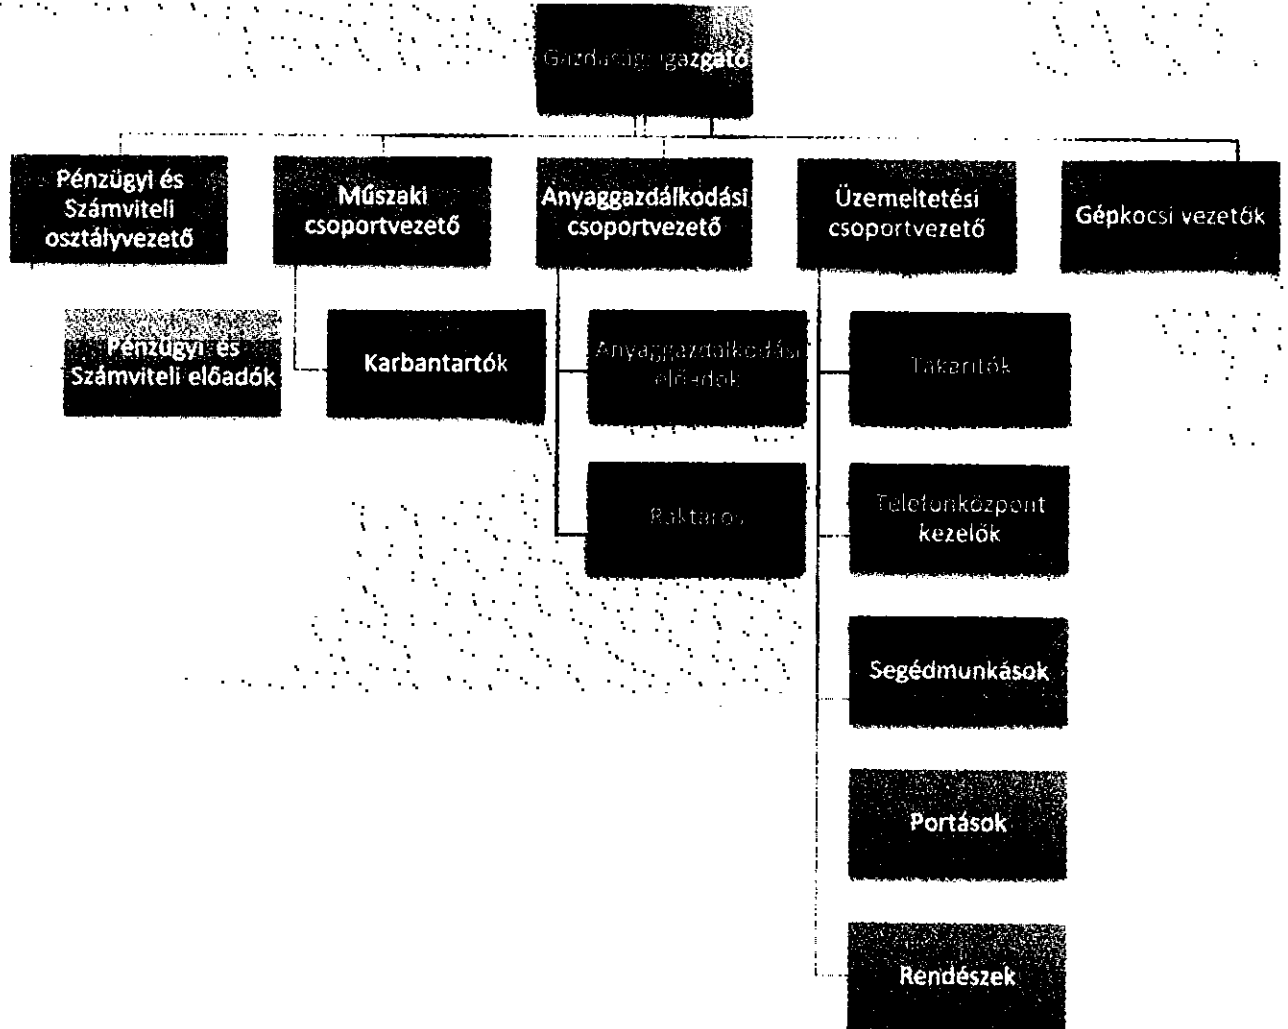 Gazdasági igazgató
Pénzügyi és
Számviteli
osztályvezető
Műszaki
csoportvezető
Anyaggazdálkodási
csoportvezető
Üzemeltetési
csoportvezető
Gépkocsi vezetők
Pénzügyi és
Számviteli előadók
Karbantartók
Anyaggazdálkodási
előadók
Takarítók
Raktáros
Telefonközpont
kezelők
Segédmunkások
Portások
Rendészek